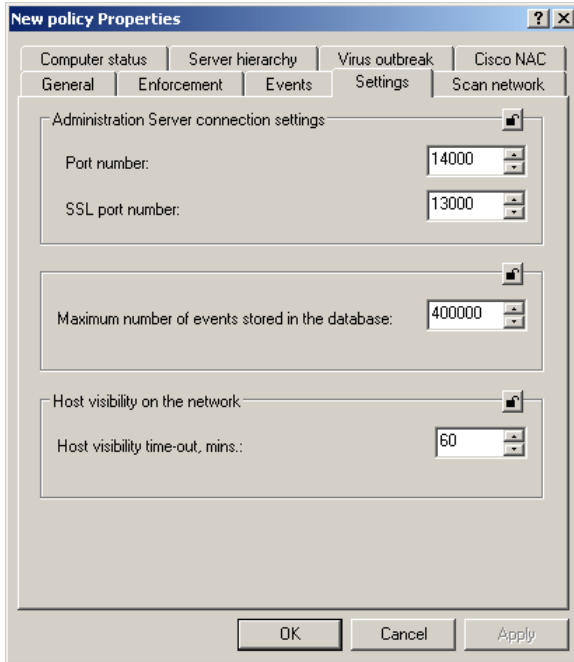 New policy Properties
Computer status Server hierarchy Virus outbreak Cisco NAC
General Enforcement Events Settings Scan network
Administration Server connection settings
Port number: 14000
SSL port number: 13000
Maximum number of events stored in the database: 400000
Host visibility on the network
Host visibility time-out, mins.: 60
OK Cancel Apply